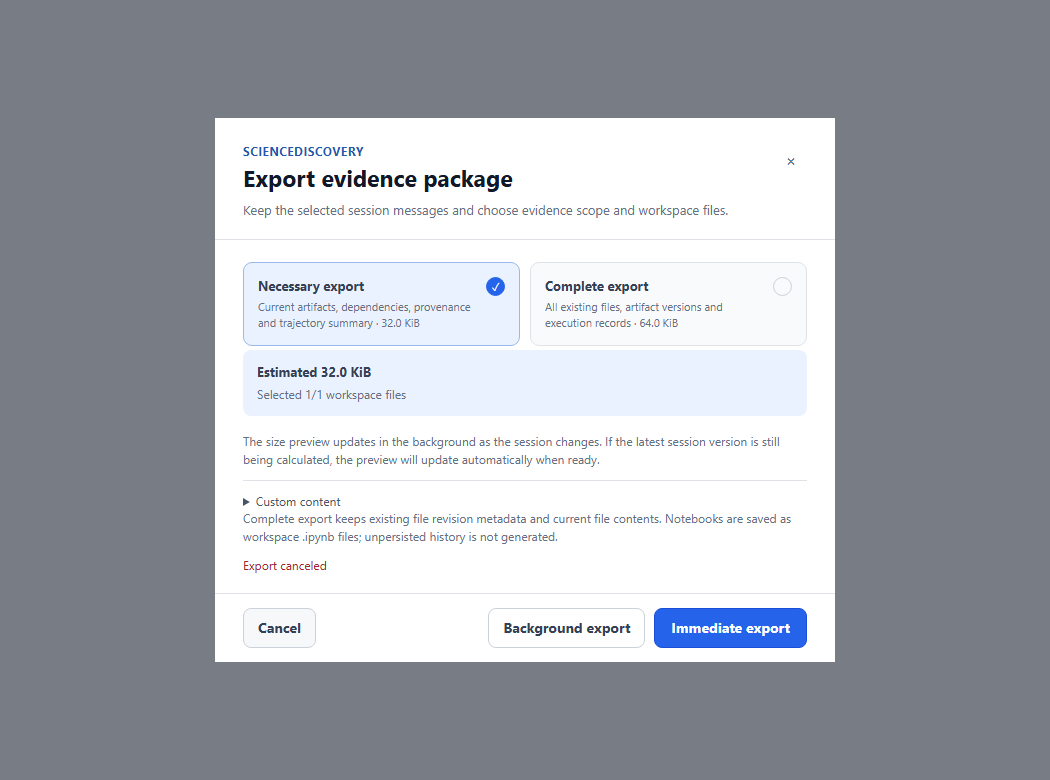 SCIENCEDISCOVERY
Export evidence package
Keep the selected session messages and choose evidence scope and workspace files.
×
Necessary export
Current artifacts, dependencies, provenance
and trajectory summary · 32.0 KiB
✓
Complete export
All existing files, artifact versions and
execution records · 64.0 KiB
Estimated 32.0 KiB
Selected 1/1 workspace files
The size preview updates in the background as the session changes. If the latest session version is still
being calculated, the preview will update automatically when ready.
Custom content
Complete export keeps existing file revision metadata and current file contents. Notebooks are saved as
workspace .ipynb files; unpersisted history is not generated.
Export canceled
Cancel
Background export
Immediate export